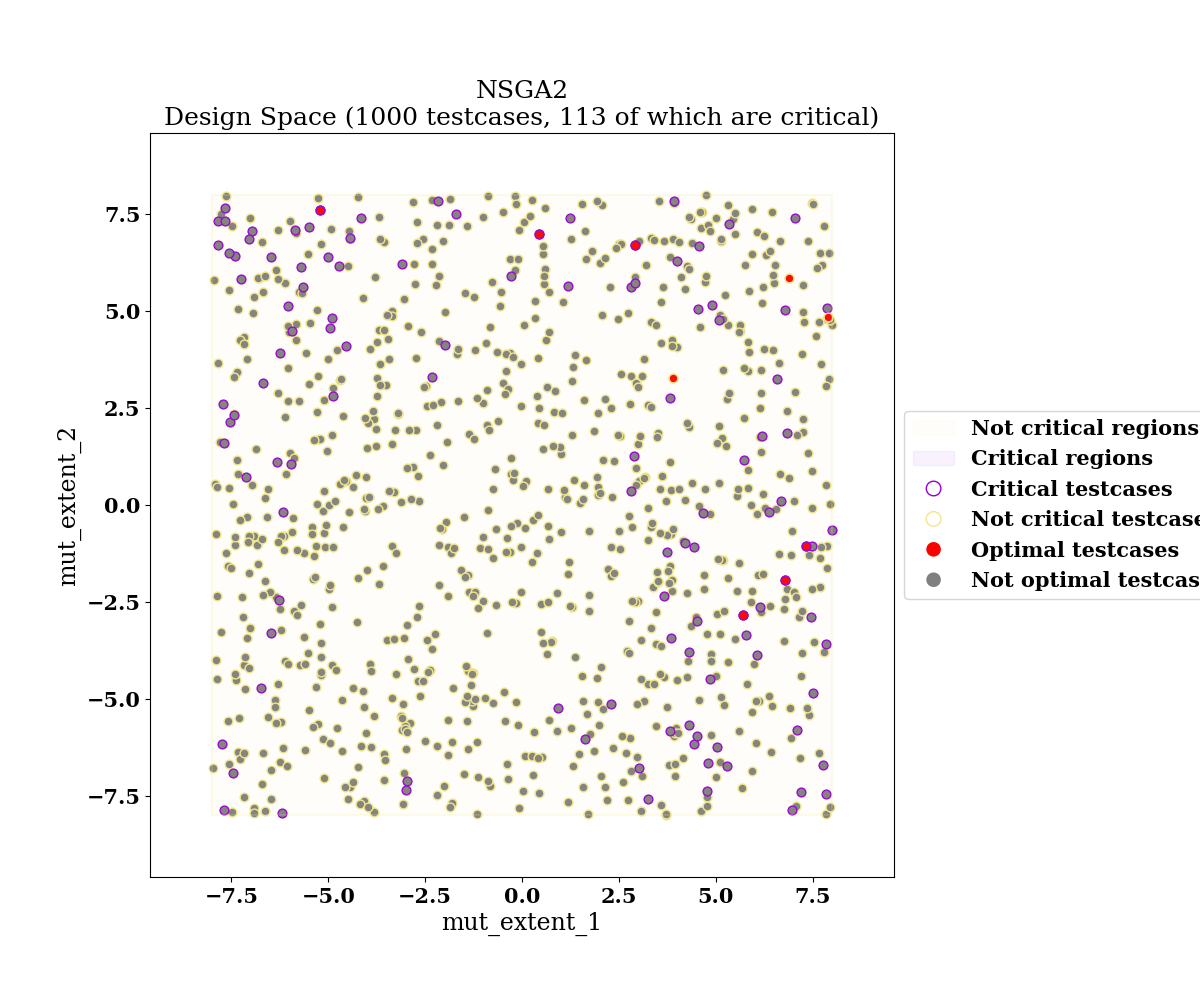 NSGA2
Design Space (1000 testcases, 113 of which are critical)
mut_extent_2
7.5
5.0
2.5
0.0
−2.5
−5.0
−7.5
−7.5
−5.0
−2.5
0.0
2.5
5.0
7.5
mut_extent_1
Not critical regions
Critical regions
Critical testcases
Not critical testcase
Optimal testcases
Not optimal testcas